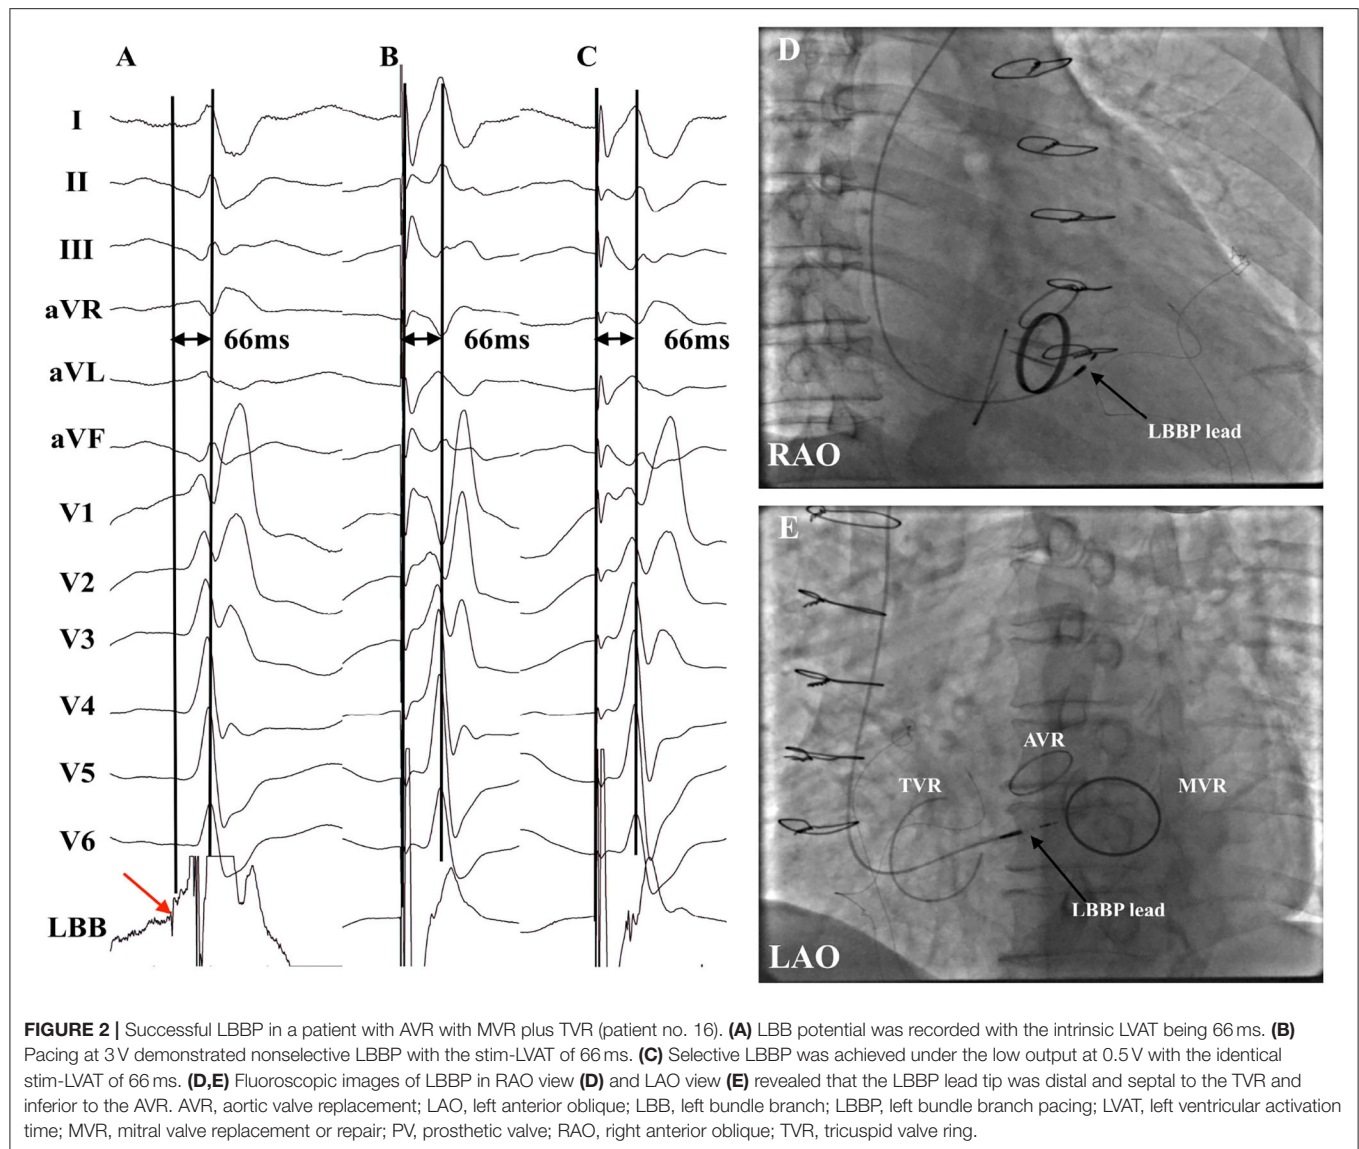 A
B
C
I
II
III
aVR
66ms
66ms
66ms
aVL
aVF
V1
V2
V3
V4
V5
V6
LBB
D
LBBP lead
RAO
E
AVR
TVR
MVR
LBBP lead
LAO
FIGURE 2 | Successful LBBP in a patient with AVR with MVR plus TVR (patient no. 16). (A) LBB potential was recorded with the intrinsic LVAT being 66 ms. (B)
Pacing at 3 V demonstrated nonselective LBBP with the stim-LVAT of 66 ms. (C) Selective LBBP was achieved under the low output at 0.5 V with the identical
stim-LVAT of 66 ms. (D,E) Fluoroscopic images of LBBP in RAO view (D) and LAO view (E) revealed that the LBBP lead tip was distal and septal to the TVR and
inferior to the AVR. AVR, aortic valve replacement; LAO, left anterior oblique; LBB, left bundle branch; LBBP, left bundle branch pacing; LVAT, left ventricular activation
time; MVR, mitral valve replacement or repair; PV, prosthetic valve; RAO, right anterior oblique; TVR, tricuspid valve ring.